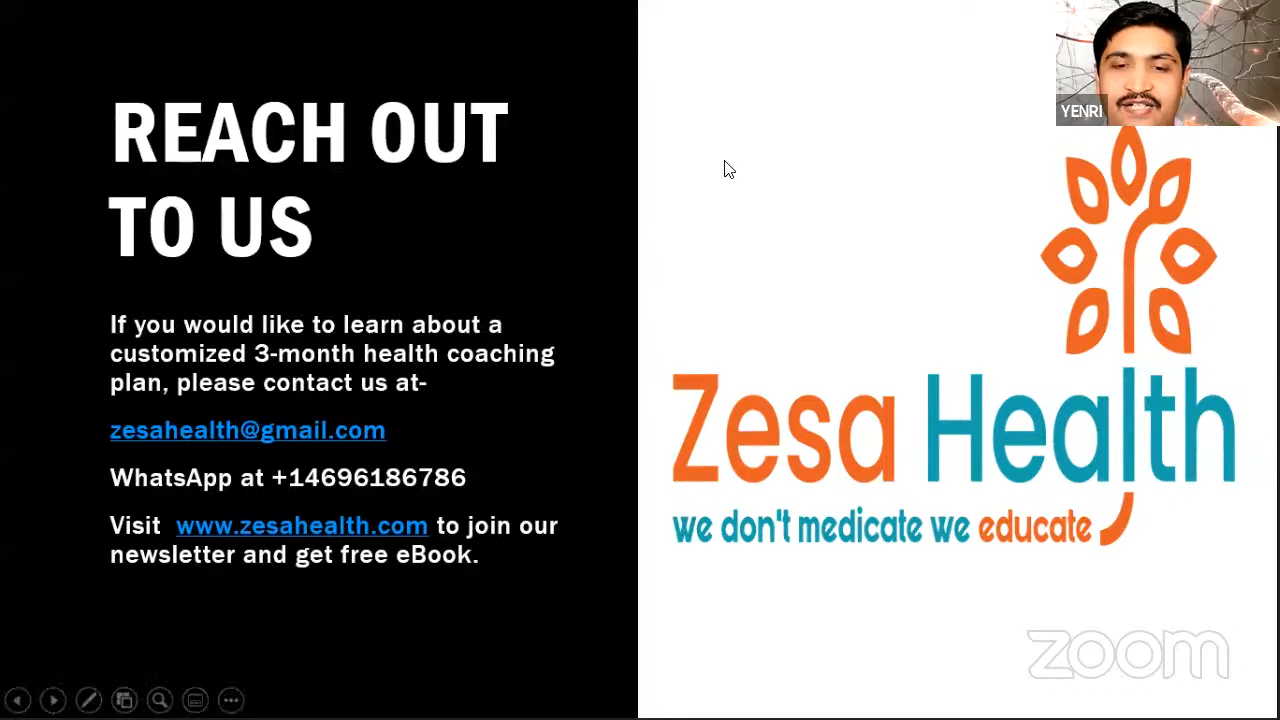 REACH OUT
TO US
If you would like to learn about a
customized 3-month health coaching
plan, please contact us at-
zesahealth@gmail.com
WhatsApp at +14696186786
Visit www.zesahealth.com to join our
newsletter and get free eBook.
YENRI
Zesa Health
we don't medicate we educate
zoom